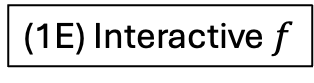 (1E) Interactive 𝑓